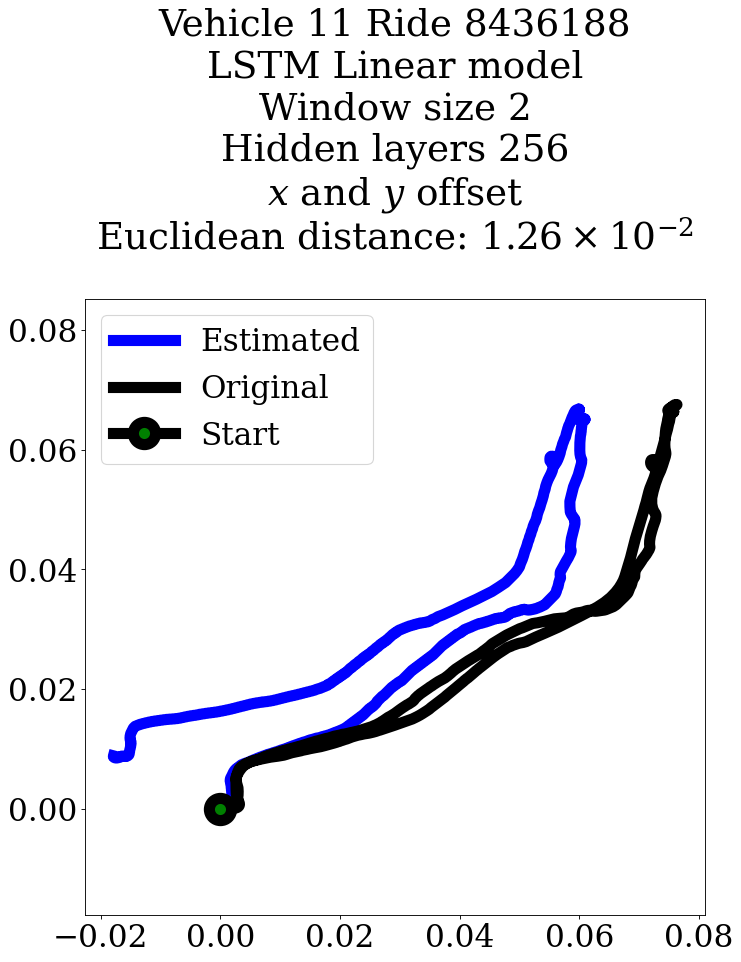 Vehicle 11 Ride 8436188
LSTM Linear model
Window size 2
Hidden layers 256
x and y offset
Euclidean distance: 1.26 × 10⁻²
Estimated
Original
Start
0.08
0.06
0.04
0.02
0.00
−0.02 0.00 0.02 0.04 0.06 0.08